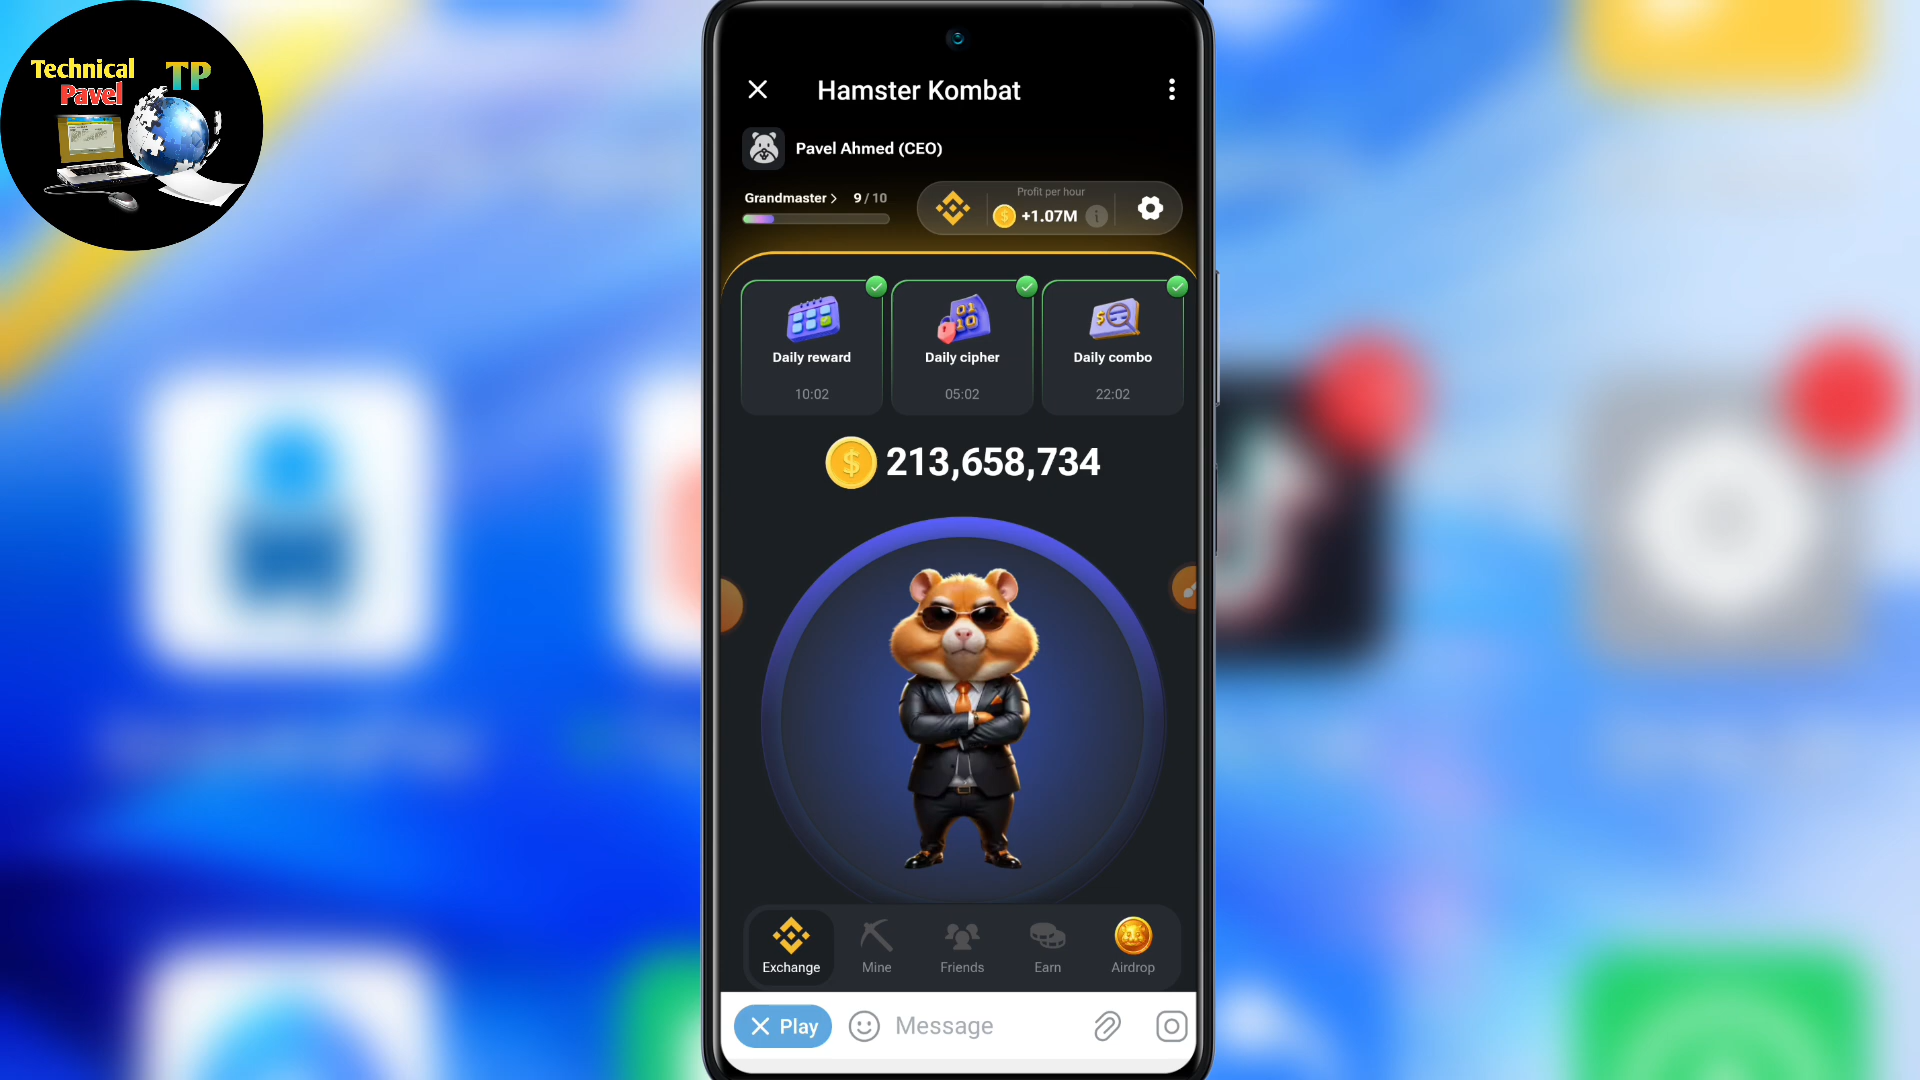 Technical TP
Pavel
Hamster Kombat
Pavel Ahmed (CEO)
Grandmaster > 9 / 10
Profit per hour
$ +1.07M i
Daily reward
10:02
Daily cipher
05:02
Daily combo
22:02
$ 213,658,734
Exchange
Mine
Friends
Earn
Airdrop
Play
Message